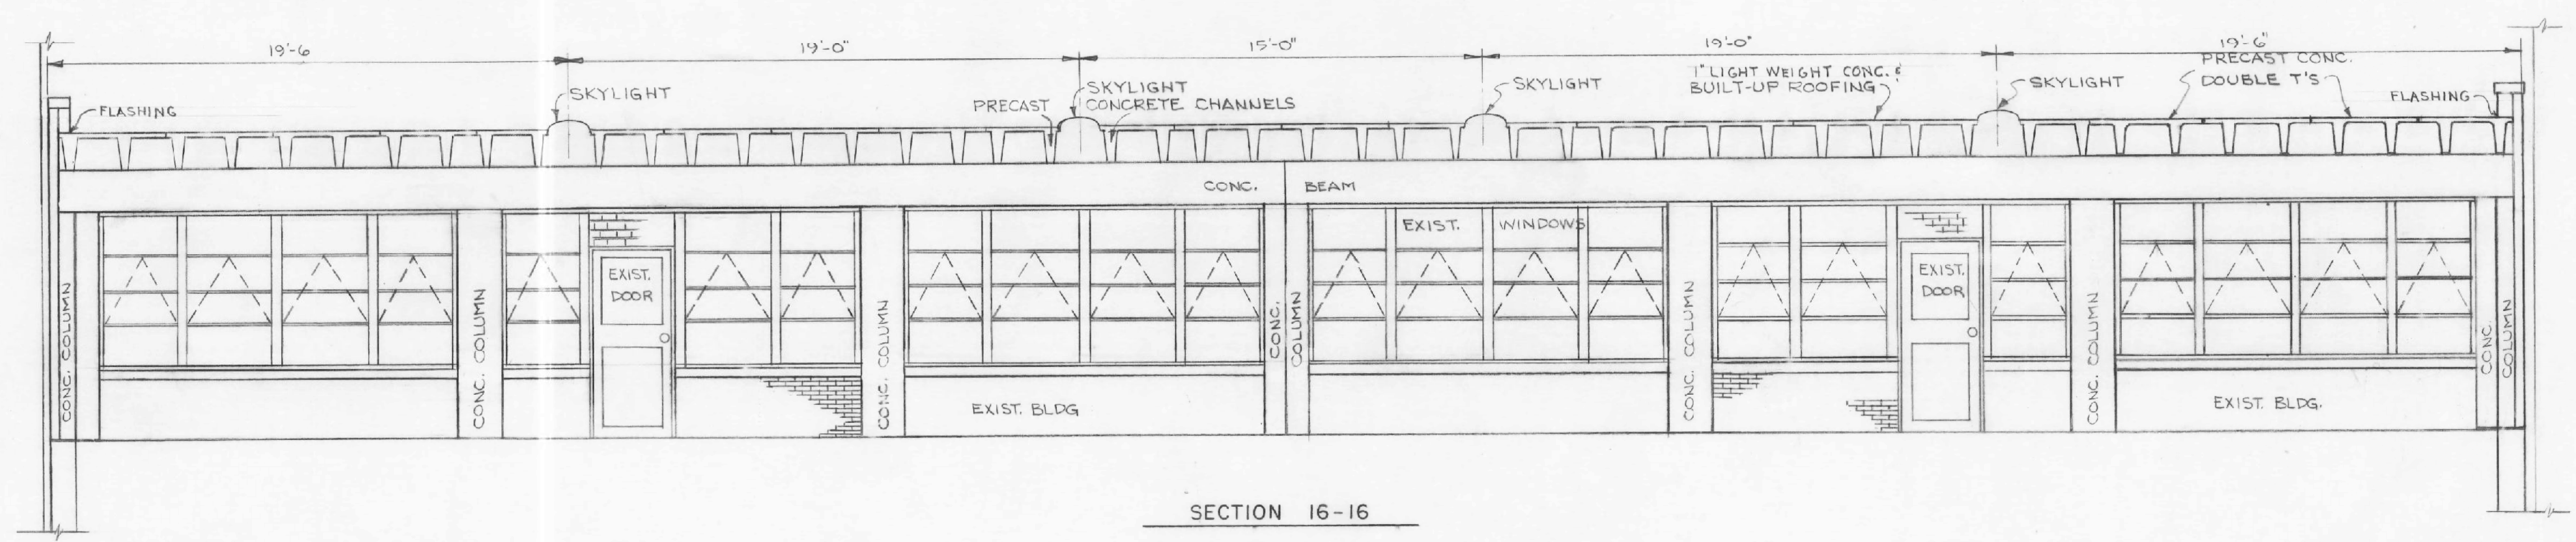 19'-6
19'-0"
15'-0"
19'-0"
19'-6"
FLASHING
SKYLIGHT
PRECAST
SKYLIGHT
CONCRETE CHANNELS
SKYLIGHT
1" LIGHT WEIGHT CONC. &
BUILT-UP ROOFING
SKYLIGHT
PRECAST CONC.
DOUBLE T'S
FLASHING
CONC. BEAM
EXIST. WINDOWS
EXIST.
DOOR
EXIST.
DOOR
CONC. COLUMN
CONC. COLUMN
CONC. COLUMN
CONC.
COLUMN
CONC. COLUMN
CONC. COLUMN
CONC.
COLUMN
EXIST. BLDG
EXIST. BLDG.
SECTION 16-16